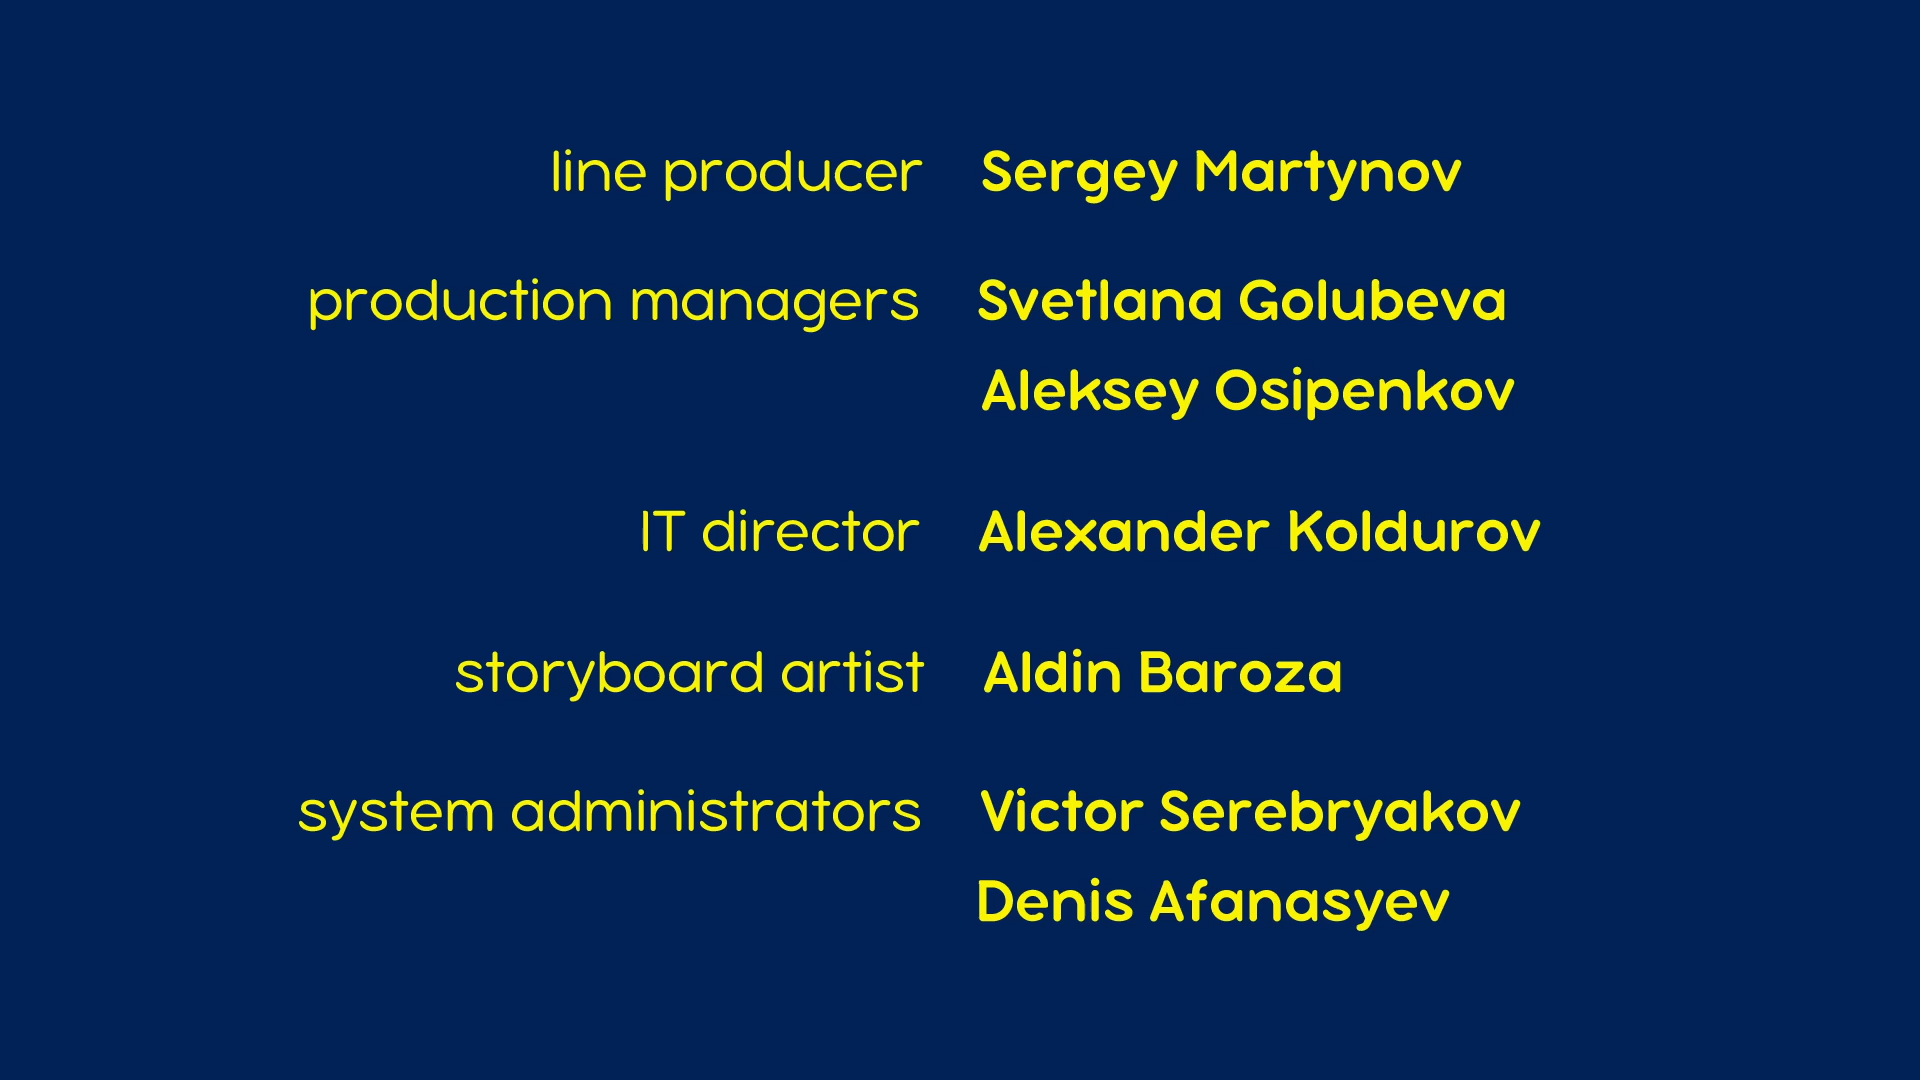 line producer Sergey Martynov
production managers Svetlana Golubeva
Aleksey Osipenkov
IT director Alexander Koldurov
storyboard artist Aldin Baroza
system administrators Victor Serebryakov
Denis Afanasyev